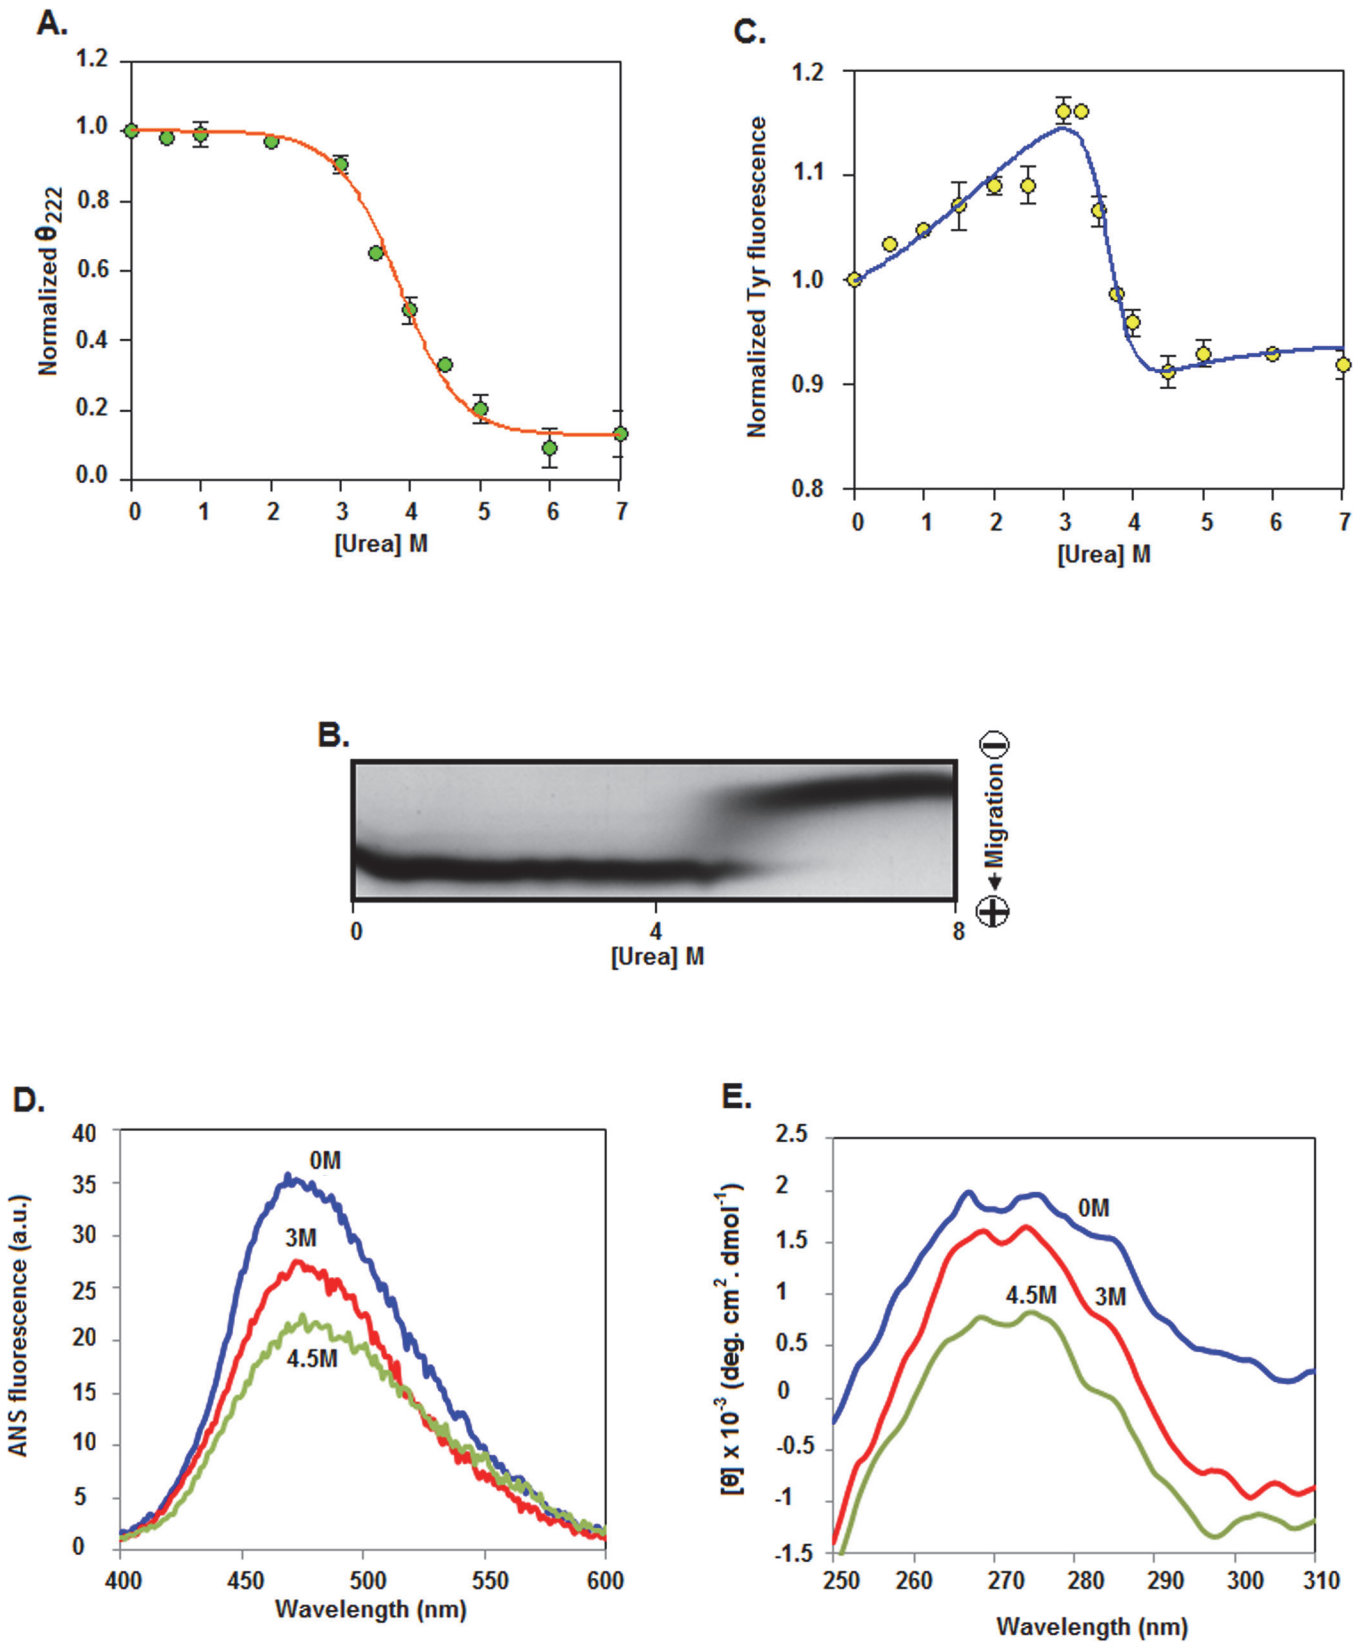 A.
1.2
1.0
0.8
0.6
0.4
0.2
0.0
Normalized θ222
0 1 2 3 4 5 6 7
[Urea] M
C.
1.2
1.1
1.0
0.9
0.8
Normalized Tyr fluorescence
0 1 2 3 4 5 6 7
[Urea] M
B.
0 4 8
[Urea] M
−
Migration
+
D.
40
35
30
25
20
15
10
5
0
ANS fluorescence (a.u.)
0M
3M
4.5M
400 450 500 550 600
Wavelength (nm)
E.
2.5
2
1.5
1
0.5
0
-0.5
-1
-1.5
[θ] x 10-3 (deg. cm2. dmol-1)
0M
4.5M 3M
250 260 270 280 290 300 310
Wavelength (nm)